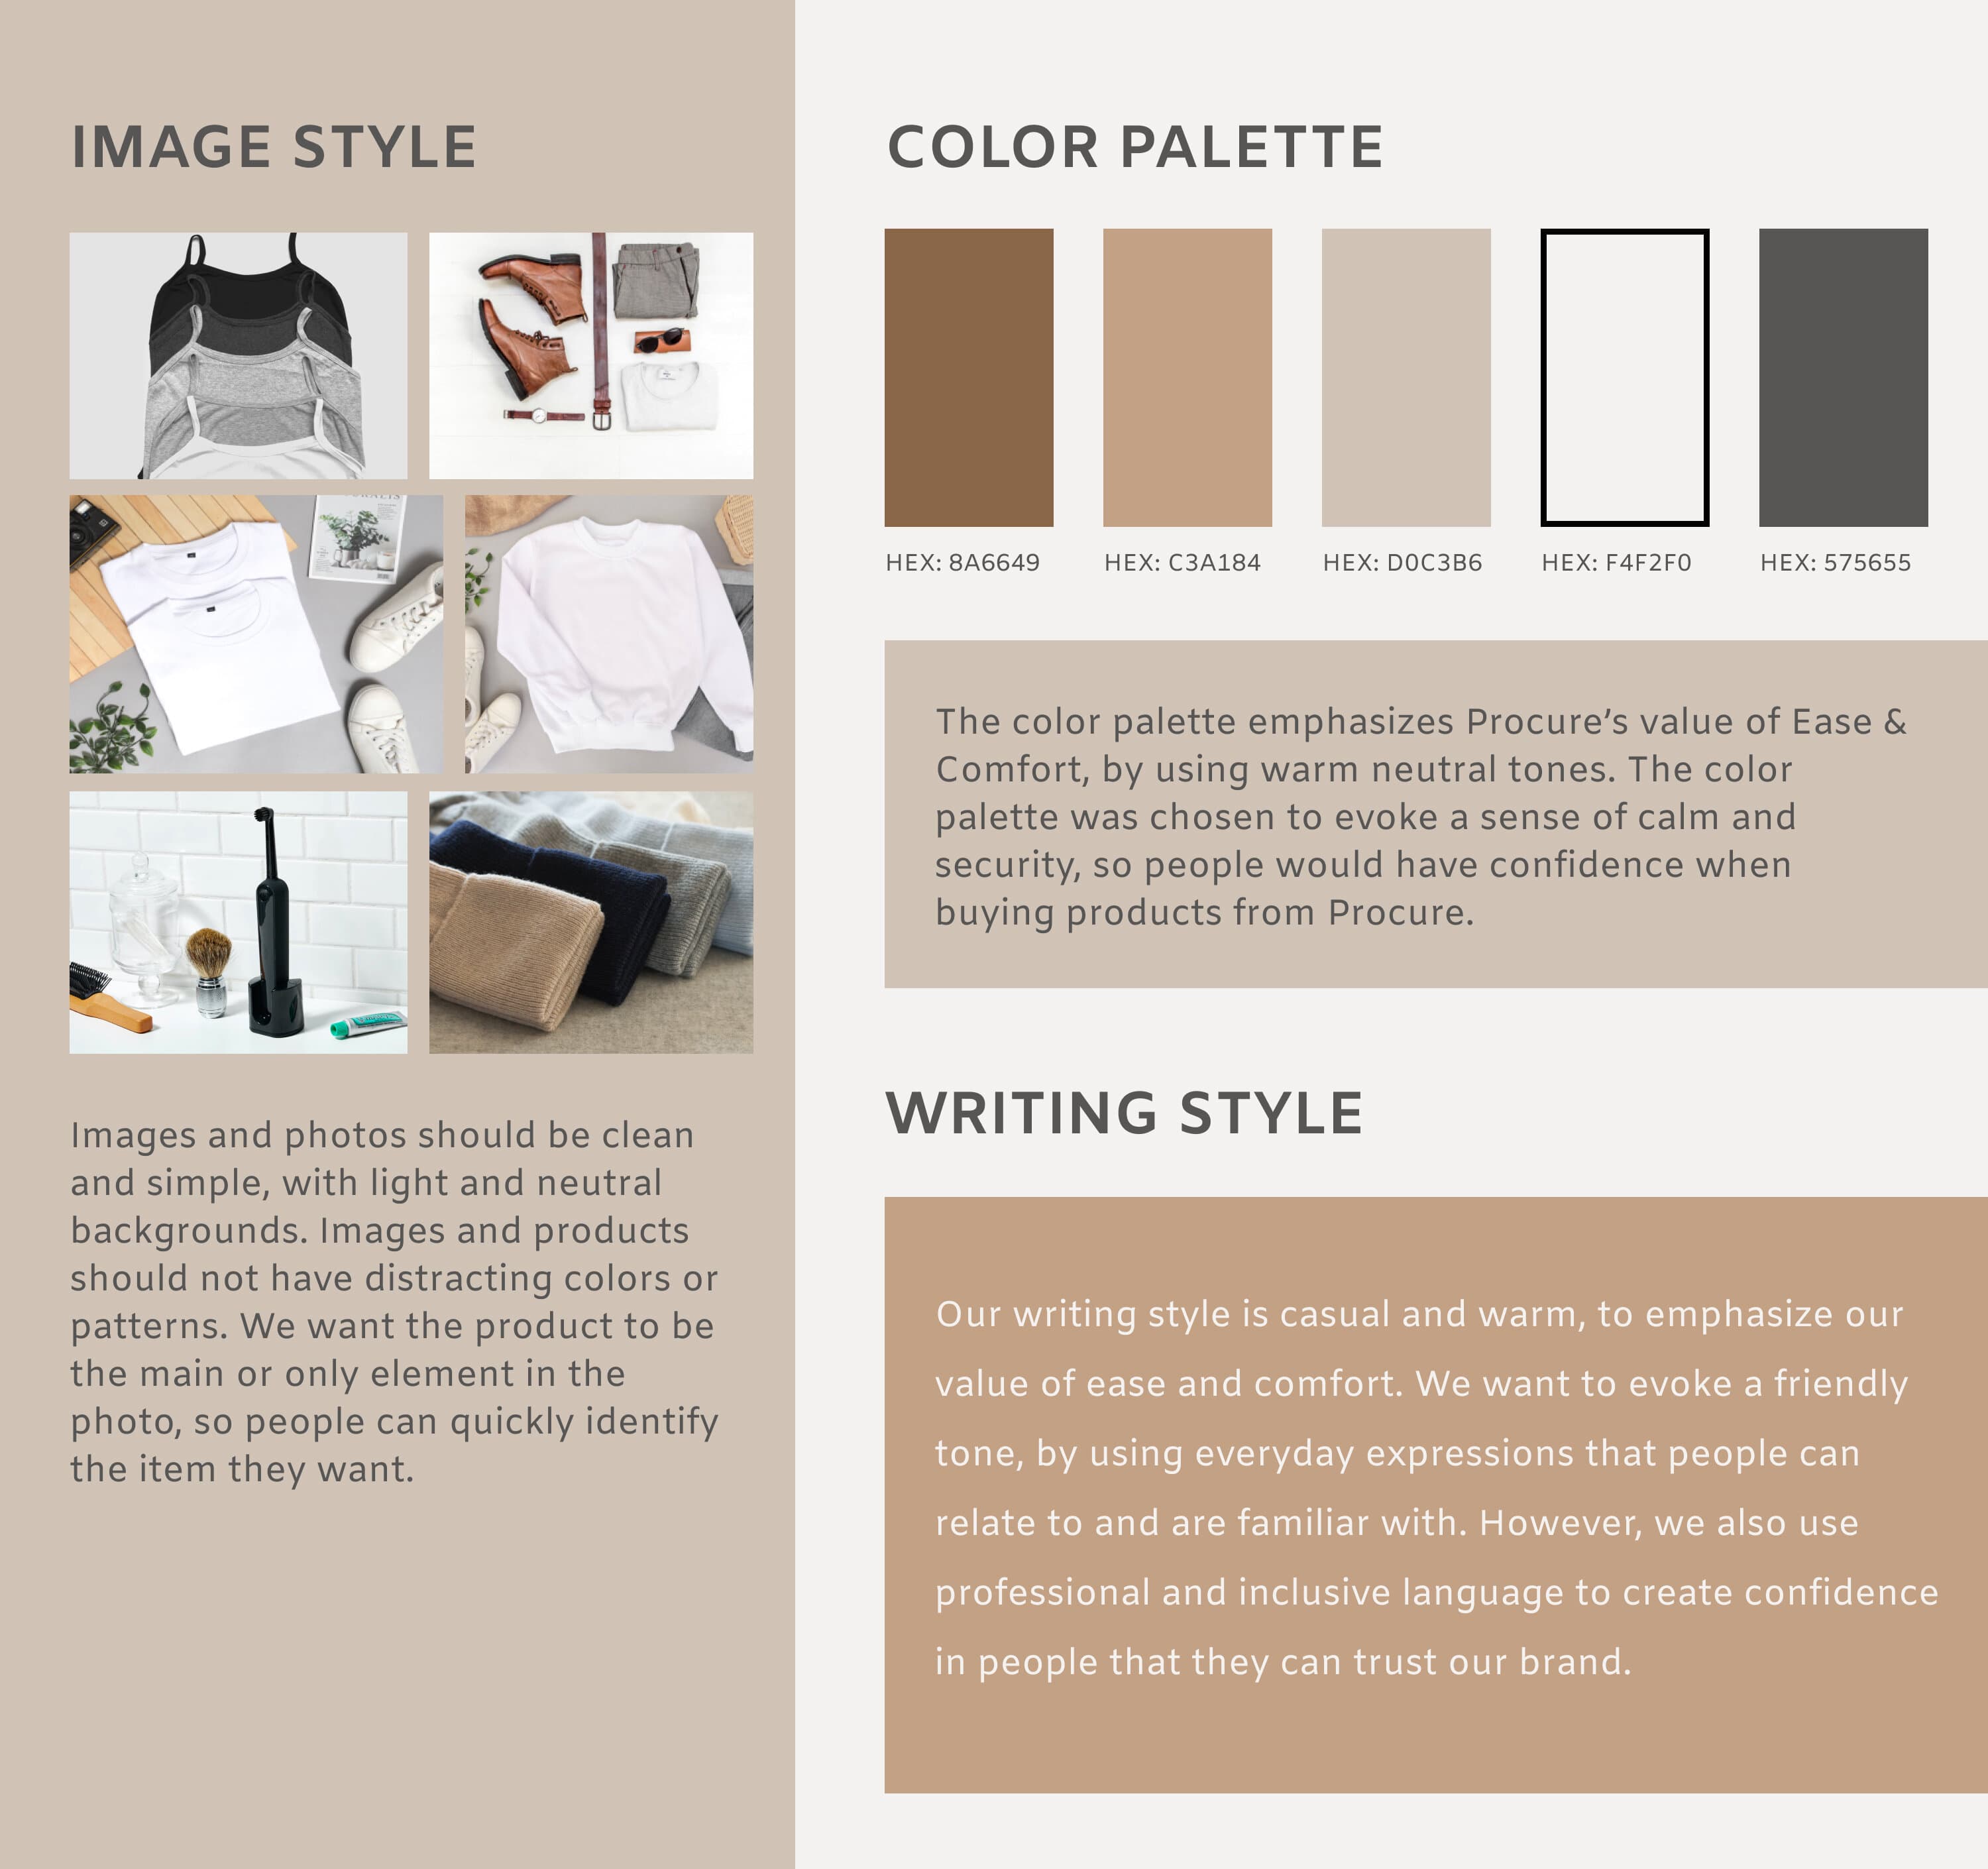 IMAGE STYLE
Images and photos should be clean
and simple, with light and neutral
backgrounds. Images and products
should not have distracting colors or
patterns. We want the product to be
the main or only element in the
photo, so people can quickly identify
the item they want.
COLOR PALETTE
HEX: 8A6649
HEX: C3A184
HEX: D0C3B6
HEX: F4F2F0
HEX: 575655
The color palette emphasizes Procure’s value of Ease &
Comfort, by using warm neutral tones. The color
palette was chosen to evoke a sense of calm and
security, so people would have confidence when
buying products from Procure.
WRITING STYLE
Our writing style is casual and warm, to emphasize our
value of ease and comfort. We want to evoke a friendly
tone, by using everyday expressions that people can
relate to and are familiar with. However, we also use
professional and inclusive language to create confidence
in people that they can trust our brand.